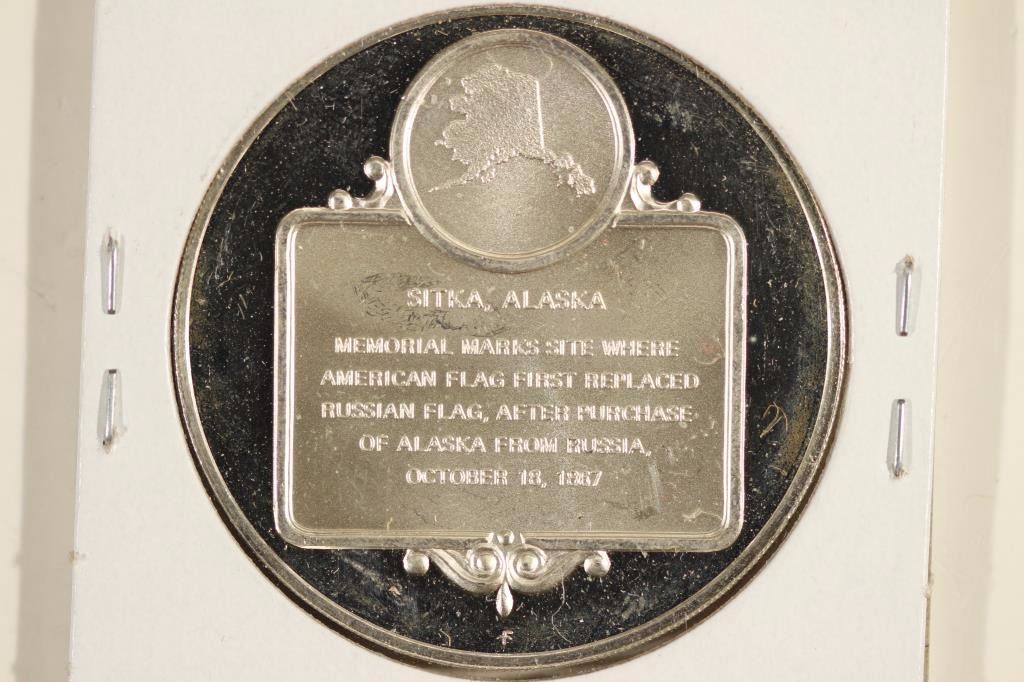 SITKA, ALASKA
MEMORIAL MARKS SITE WHERE
AMERICAN FLAG FIRST REPLACED
RUSSIAN FLAG, AFTER PURCHASE
OF ALASKA FROM RUSSIA,
OCTOBER 18, 1867
F